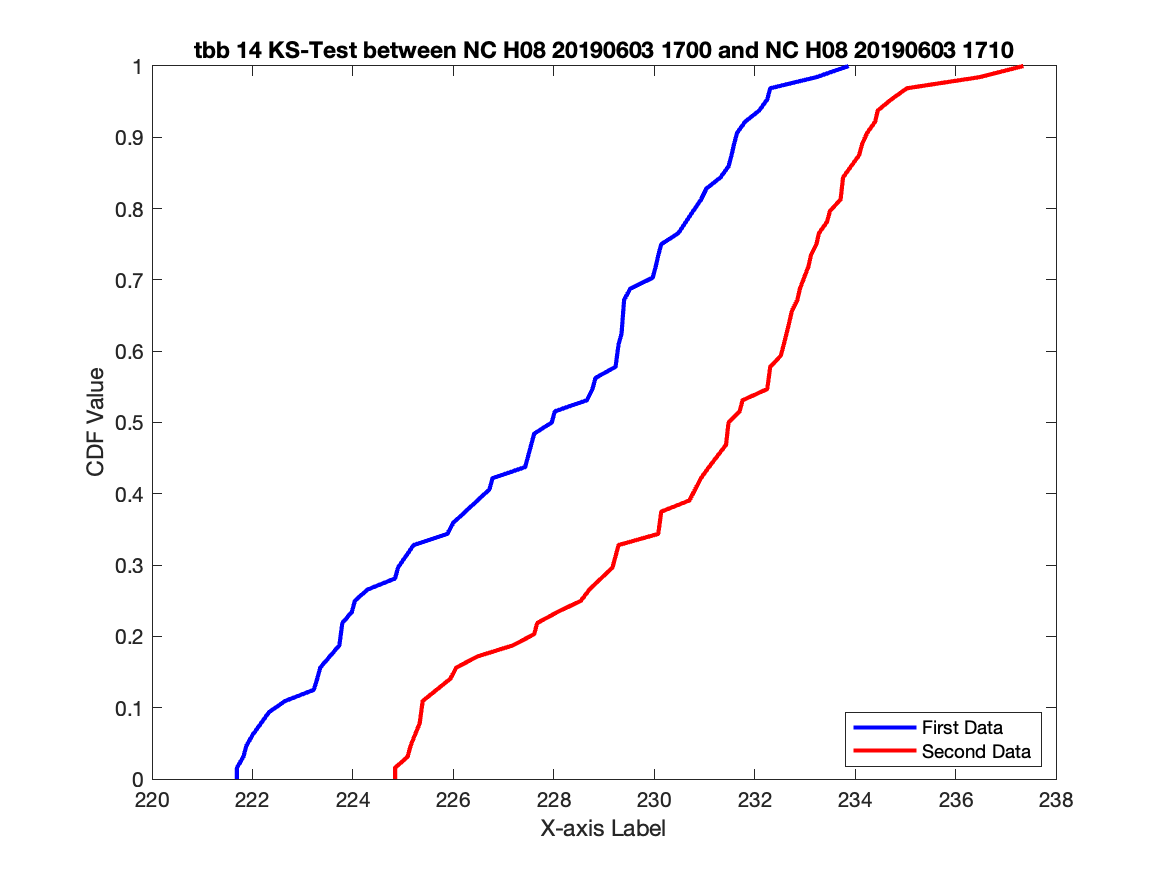 tbb 14 KS-Test between NC H08 20190603 1700 and NC H08 20190603 1710
1
0.9
0.8
0.7
0.6
0.5
0.4
0.3
0.2
0.1
0
CDF Value
First Data
Second Data
220 222 224 226 228 230 232 234 236 238
X-axis Label